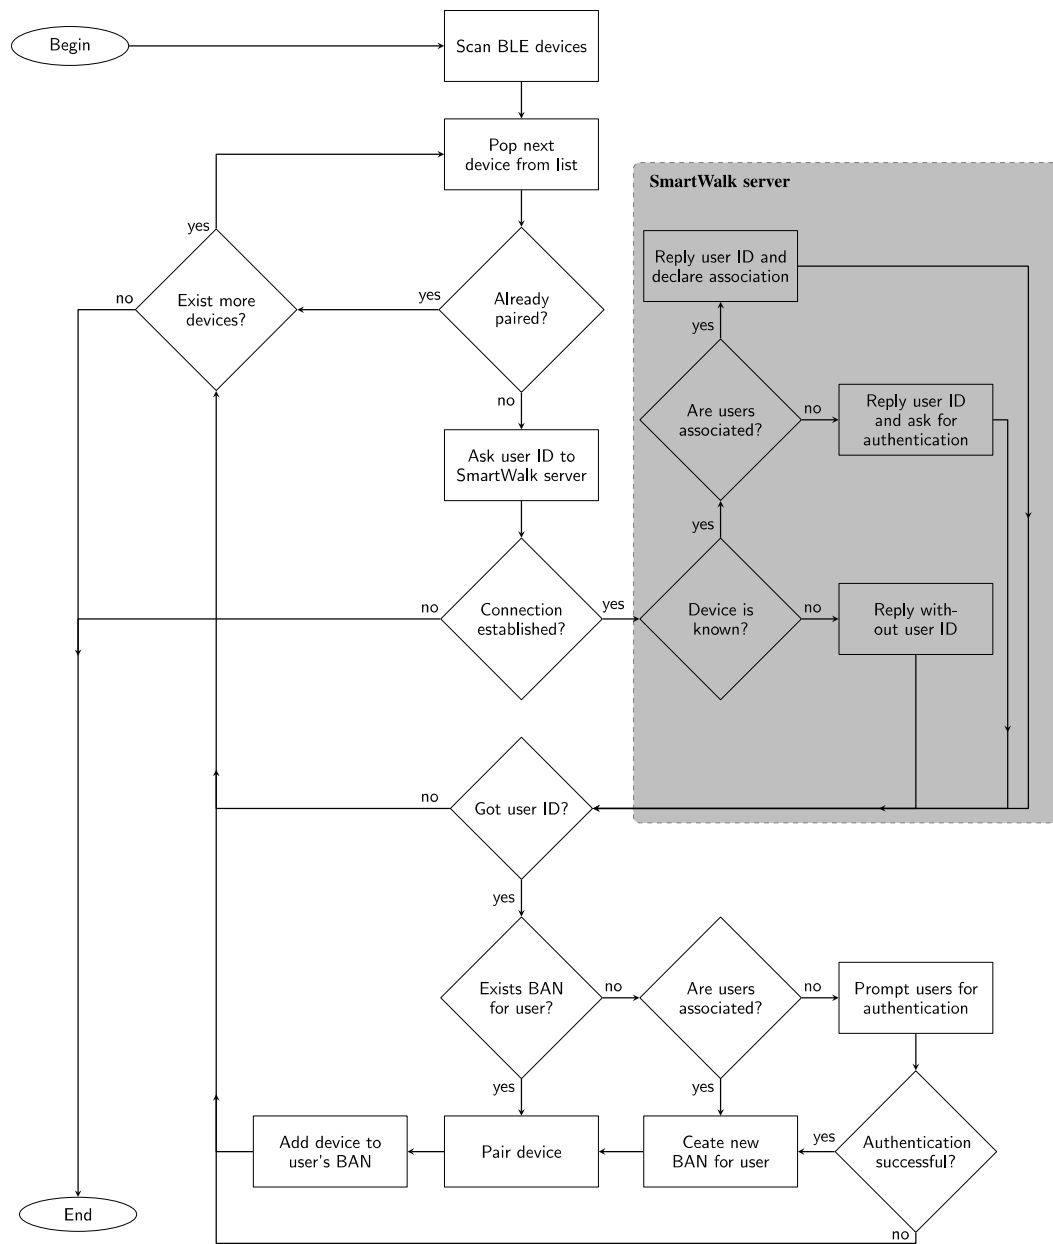 Begin
Scan BLE devices
Pop next
device from list
SmartWalk server
yes
Reply user ID and
declare association
no
Exist more
devices?
yes
Already
paired?
yes
no
Are users
associated?
no
Reply user ID
and ask for
authentication
Ask user ID to
SmartWalk server
yes
no
Connection
established?
yes
Device is
known?
no
Reply with-
out user ID
no
Got user ID?
yes
Exists BAN
for user?
no
Are users
associated?
no
Prompt users for
authentication
yes
yes
Add device to
user's BAN
Pair device
Ceate new
BAN for user
yes
Authentication
successful?
End
no